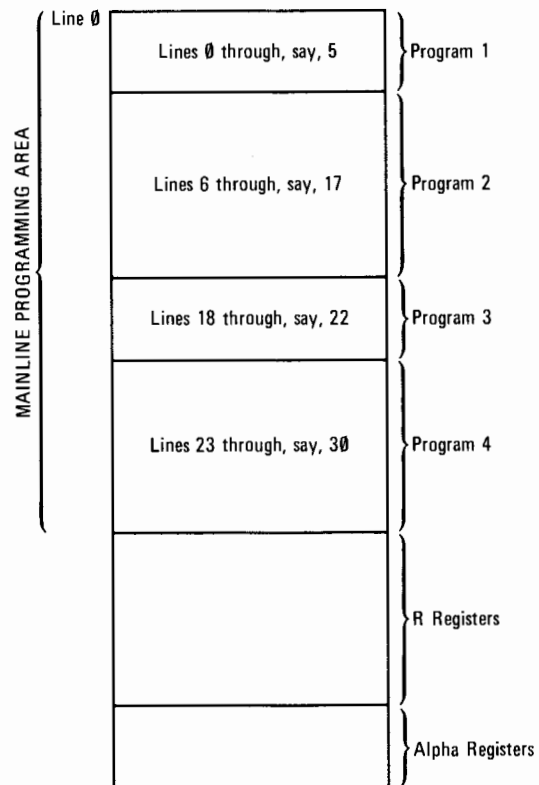 Line Ø
Lines Ø through, say, 5
Program 1
MAINLINE PROGRAMMING AREA
Lines 6 through, say, 17
Program 2
Lines 18 through, say, 22
Program 3
Lines 23 through, say, 3Ø
Program 4
R Registers
Alpha Registers